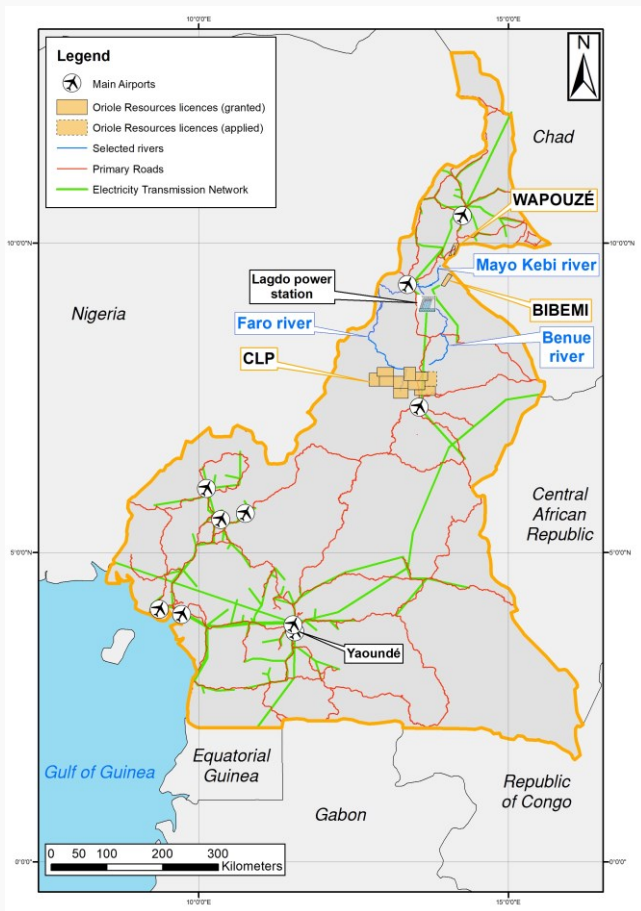 10°0'0"E
15°0'0"E
Legend
Main Airports
Oriole Resources licences (granted)
Oriole Resources licences (applied)
Selected rivers
Primary Roads
Electricity Transmission Network
N
Chad
WAPOUZÉ
10°0'0"N
10°0'0"N
Mayo Kebi river
Lagdo power
station
BIBEMI
Nigeria
Faro river
Benue
river
CLP
Central
African
Republic
5°0'0"N
5°0'0"N
Yaoundé
Gulf of Guinea
Equatorial
Guinea
Republic
of Congo
Gabon
0 50 100 200 300
Kilometers
0°0'0"
0°0'0"
10°0'0"E
15°0'0"E